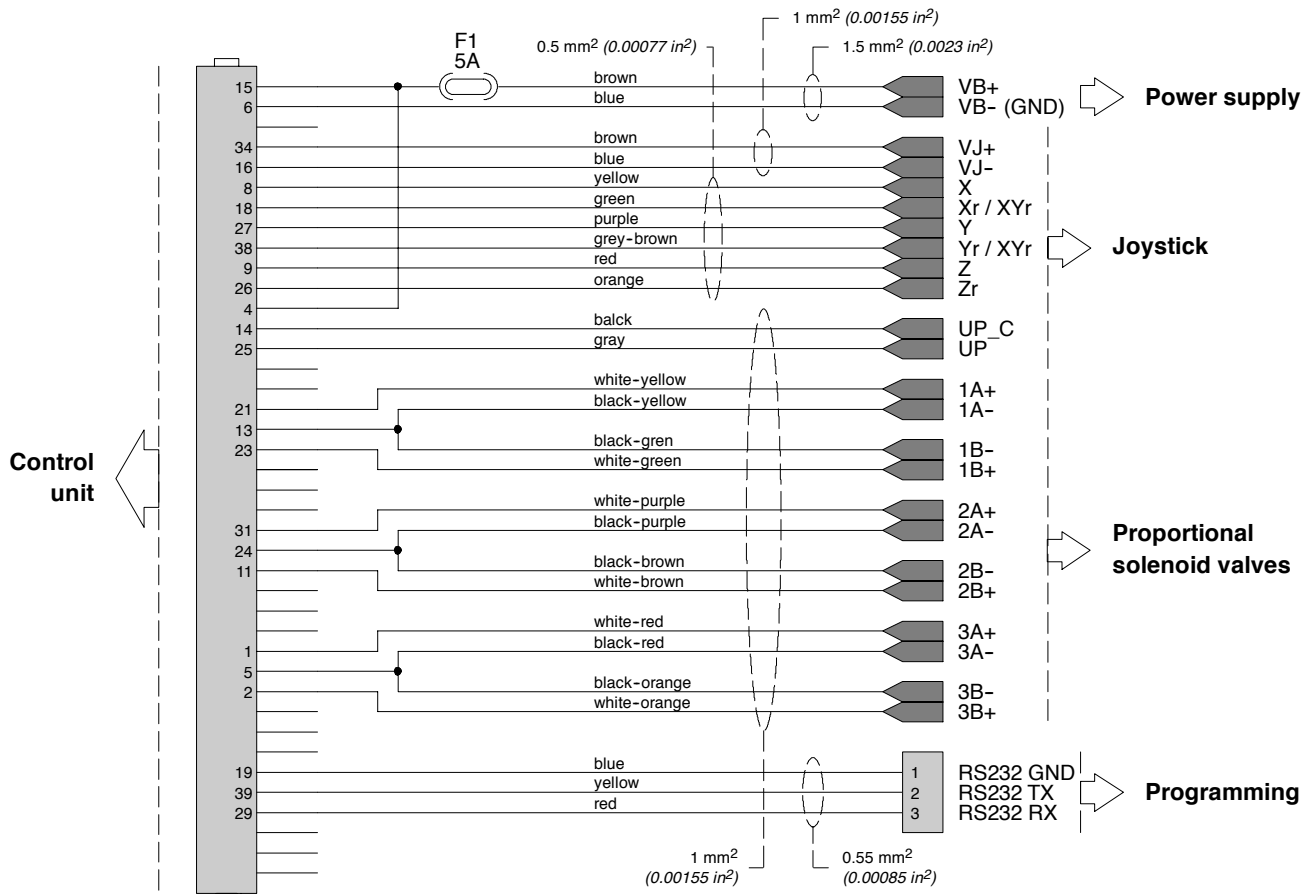 1 mm² (0.00155 in²)
0.5 mm² (0.00077 in²)
1.5 mm² (0.0023 in²)
F1
5A
15 brown VB+
6 blue VB- (GND)
Power supply
34 brown VJ+
16 blue VJ-
8 yellow X
18 green Xr / XYr
27 purple Y
38 grey-brown Yr / XYr
Joystick
9 red Z
26 orange Zr
4
14 balck UP_C
25 gray UP
white-yellow 1A+
21 black-yellow 1A-
13
23 black-gren 1B-
white-green 1B+
Control
unit
white-purple 2A+
31 black-purple 2A-
24
11 black-brown 2B-
white-brown 2B+
Proportional
solenoid valves
white-red 3A+
1 black-red 3A-
5
2 black-orange 3B-
white-orange 3B+
19 blue 1 RS232 GND
39 yellow 2 RS232 TX
29 red 3 RS232 RX
Programming
1 mm²
(0.00155 in²)
0.55 mm²
(0.00085 in²)